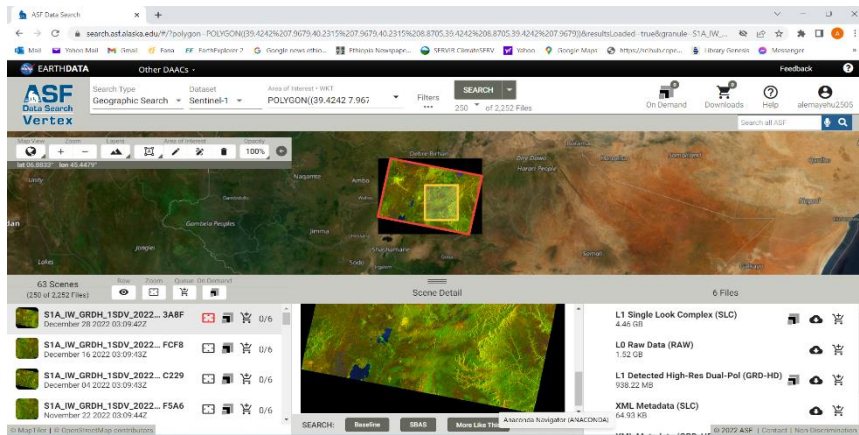 ASF Data Search
search.asf.alaska.edu/#/?polygon=POLYGON((39.4242%207.9679,40.2315%207.9679,40.2315%208.8705,39.4242%208.8705,39.4242%207.9679))&resultsLoaded=true&granule=S1A_IW_...
Mail Yahoo Mail Gmail Fana EarthExplorer 2 Google news ethio... Ethiopia Newspape... SERVIR ClimateSERV Yahoo Google Maps Library Genesis Messenger
EARTHDATA Other DAACs Feedback
ASF Data Search Vertex
Search Type Dataset Area of Interest • WKT
Geographic Search Sentinel-1 POLYGON((39.4242 7.967 Filters SEARCH
250 of 2,252 Files
On Demand Downloads Help alemayehu2505
0 0
Search all ASF
Map View Zoom Layers Area of Interest Opacity
100%
lon 45.4479°
Unity
Debre Birhan
Dire Dawa
Harari People
Naqamte
Ambo
Gambela Peoples
Jimma
Jonglei
Shashamane
Lakes
Sodo
Somali
63 Scenes
(250 of 2,252 Files)
Row Zoom Queue On Demand
Scene Detail
6 Files
S1A_IW_GRDH_1SDV_2022... 3A8F
December 28 2022 03:09:42Z
0/6
S1A_IW_GRDH_1SDV_2022... FCF8
December 16 2022 03:09:43Z
0/6
S1A_IW_GRDH_1SDV_2022... C229
December 04 2022 03:09:43Z
0/6
S1A_IW_GRDH_1SDV_2022... F5A6
November 22 2022 03:09:44Z
0/6
SEARCH: Baseline SBAS More Like This
Anaconda Navigator (ANACONDA)
L1 Single Look Complex (SLC)
4.46 GB
L0 Raw Data (RAW)
1.52 GB
L1 Detected High-Res Dual-Pol (GRD-HD)
938.22 MB
XML Metadata (SLC)
64.93 KB
© MapTiler | © OpenStreetMap contributors
© 2022 ASF | Contact | Non-Discrimination